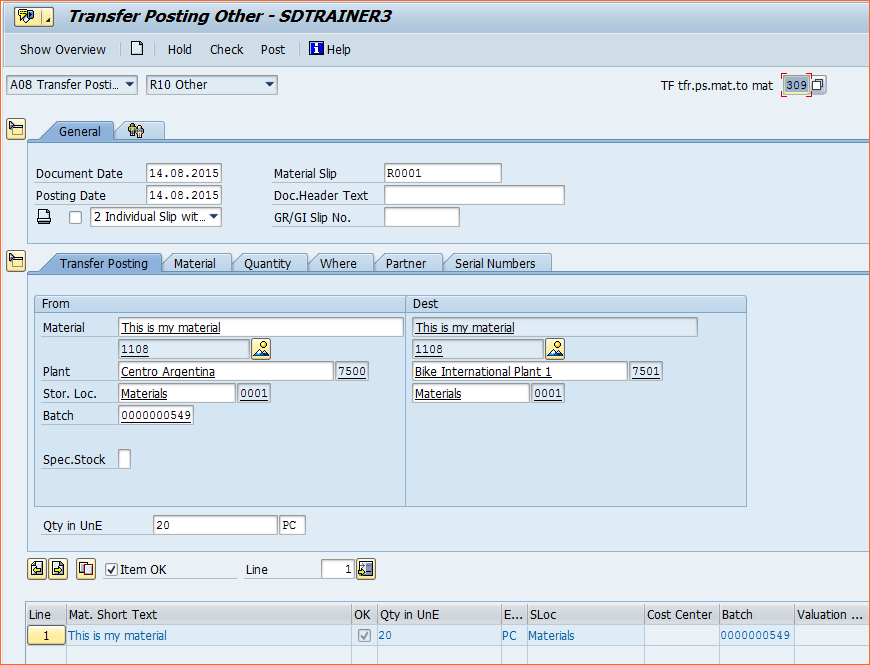 Transfer Posting Other - SDTRAINER3
Show Overview Hold Check Post Help
A08 Transfer Posti... R10 Other TF tfr.ps.mat.to mat 309
General
Document Date 14.08.2015 Material Slip R0001
Posting Date 14.08.2015 Doc.Header Text
2 Individual Slip wit... GR/GI Slip No.
Transfer Posting Material Quantity Where Partner Serial Numbers
From Dest
Material This is my material This is my material
1108 1108
Plant Centro Argentina 7500 Bike International Plant 1 7501
Stor. Loc. Materials 0001 Materials 0001
Batch 0000000549
Spec.Stock
Qty in UnE 20 PC
Item OK Line 1
Line Mat. Short Text OK Qty in UnE E... SLoc Cost Center Batch Valuation ...
1 This is my material 20 PC Materials 0000000549